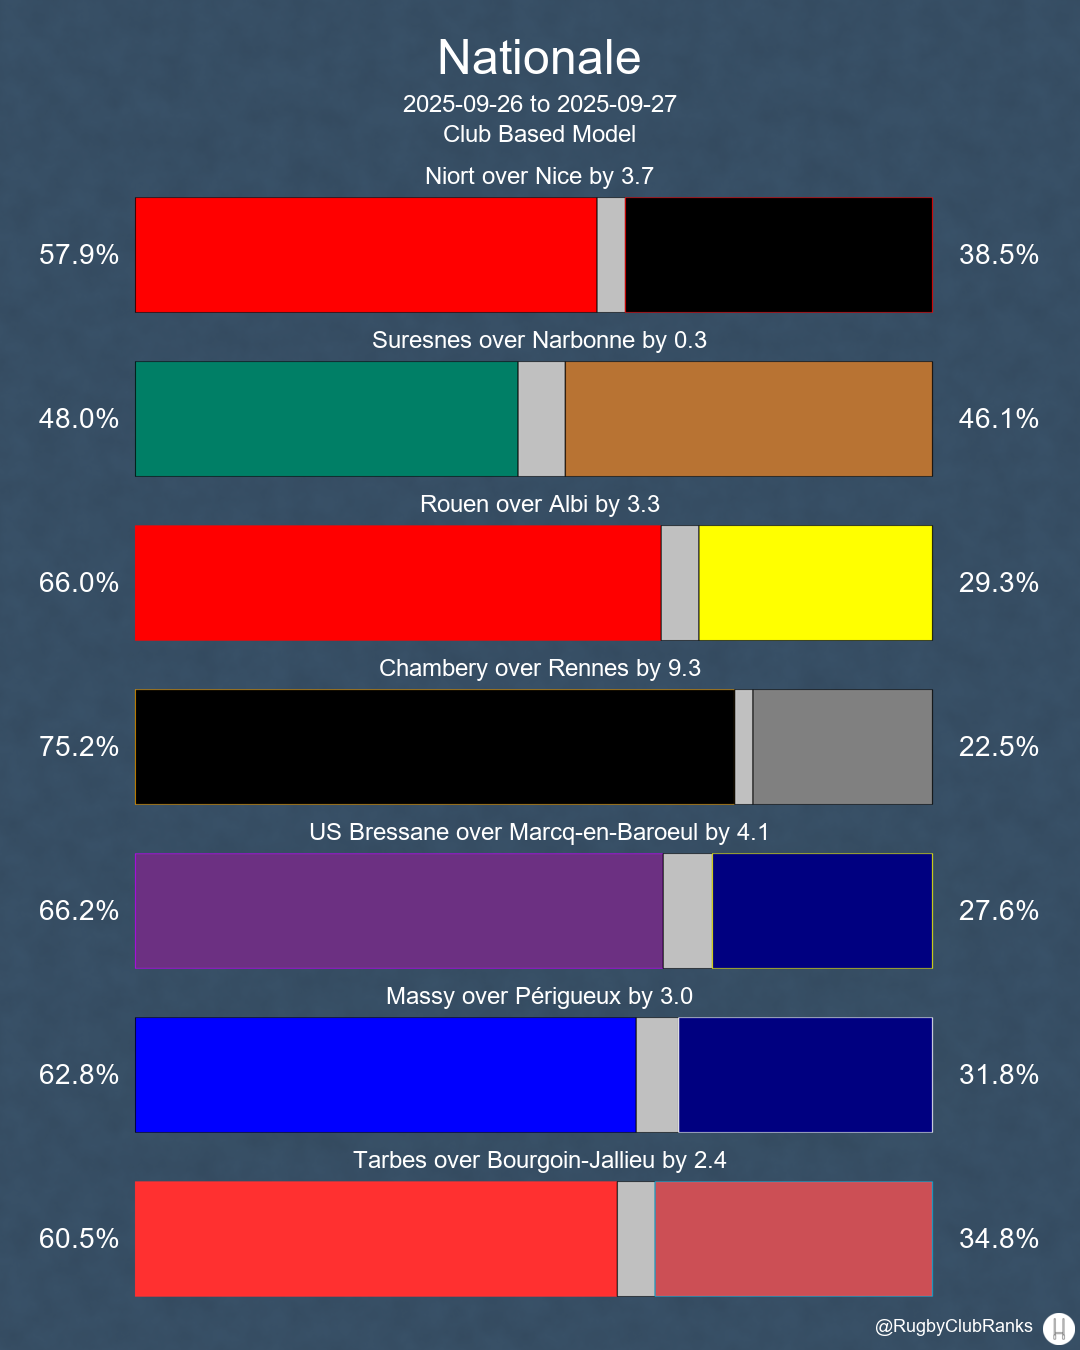 Nationale
2025-09-26 to 2025-09-27
Club Based Model
Niort over Nice by 3.7
57.9%
38.5%
Suresnes over Narbonne by 0.3
48.0%
46.1%
Rouen over Albi by 3.3
66.0%
29.3%
Chambery over Rennes by 9.3
75.2%
22.5%
US Bressane over Marcq-en-Baroeul by 4.1
66.2%
27.6%
Massy over Périgueux by 3.0
62.8%
31.8%
Tarbes over Bourgoin-Jallieu by 2.4
60.5%
34.8%
@RugbyClubRanks